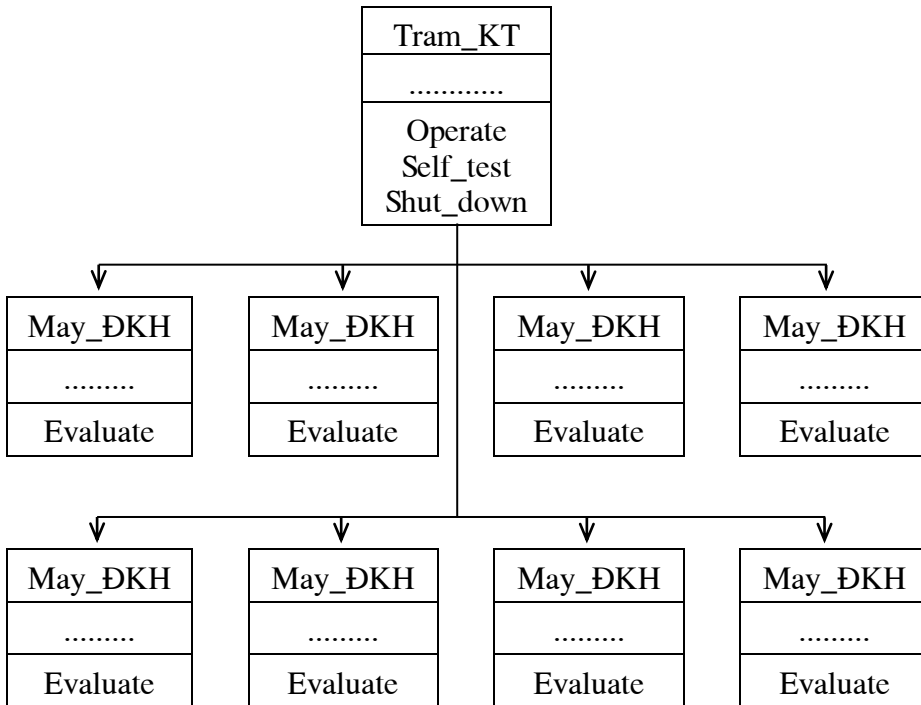 Tram_KT
............
Operate
Self_test
Shut_down
May_ĐKH May_ĐKH May_ĐKH May_ĐKH
......... ......... ......... .........
Evaluate Evaluate Evaluate Evaluate
May_ĐKH May_ĐKH May_ĐKH May_ĐKH
......... ......... ......... .........
Evaluate Evaluate Evaluate Evaluate